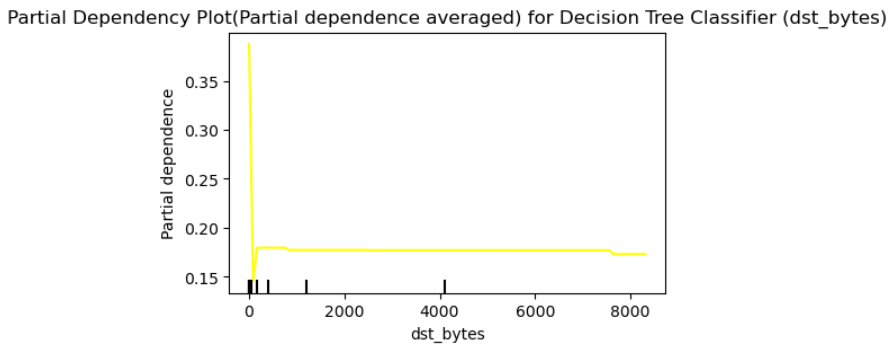 Partial Dependency Plot(Partial dependence averaged) for Decision Tree Classifier (dst_bytes)
Partial dependence
0.35
0.30
0.25
0.20
0.15
0 2000 4000 6000 8000
dst_bytes